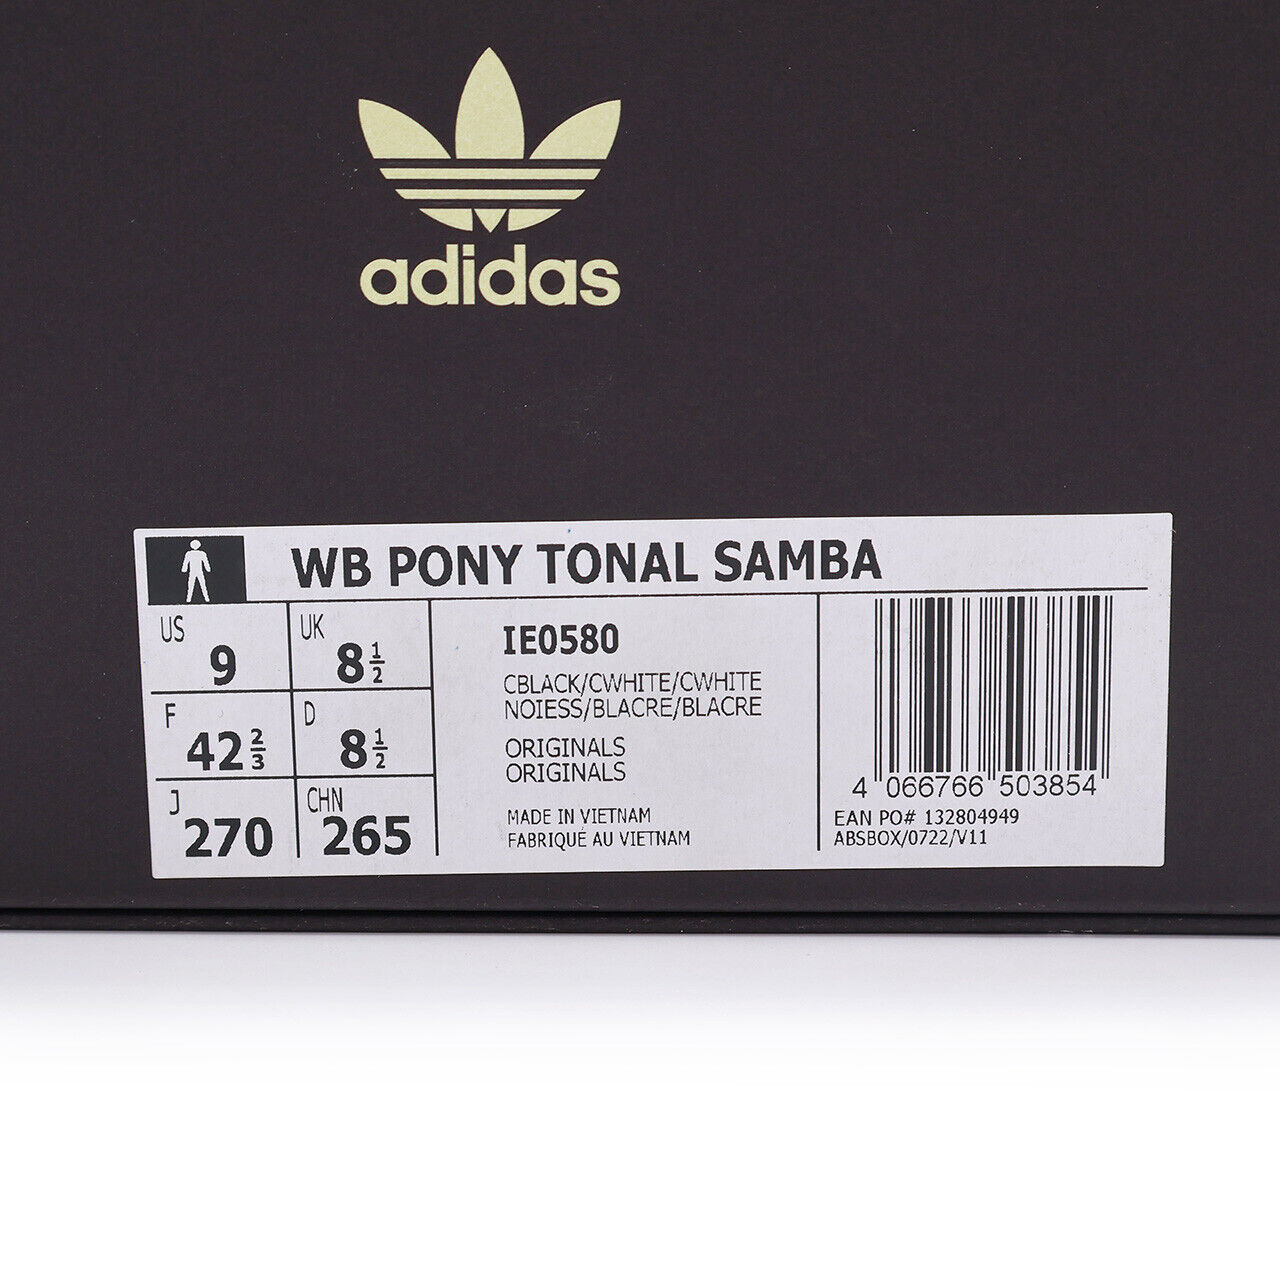 adidas
WB PONY TONAL SAMBA
US 9
UK 8 1/2
F 42 2/3
D 8 1/2
J 270
CHN 265
IE0580
CBLACK/CWHITE/CWHITE
NOIESS/BLACRE/BLACRE
ORIGINALS
ORIGINALS
MADE IN VIETNAM
FABRIQUÉ AU VIETNAM
4 066766 503854
EAN PO# 132804949
ABSBOX/0722/V11